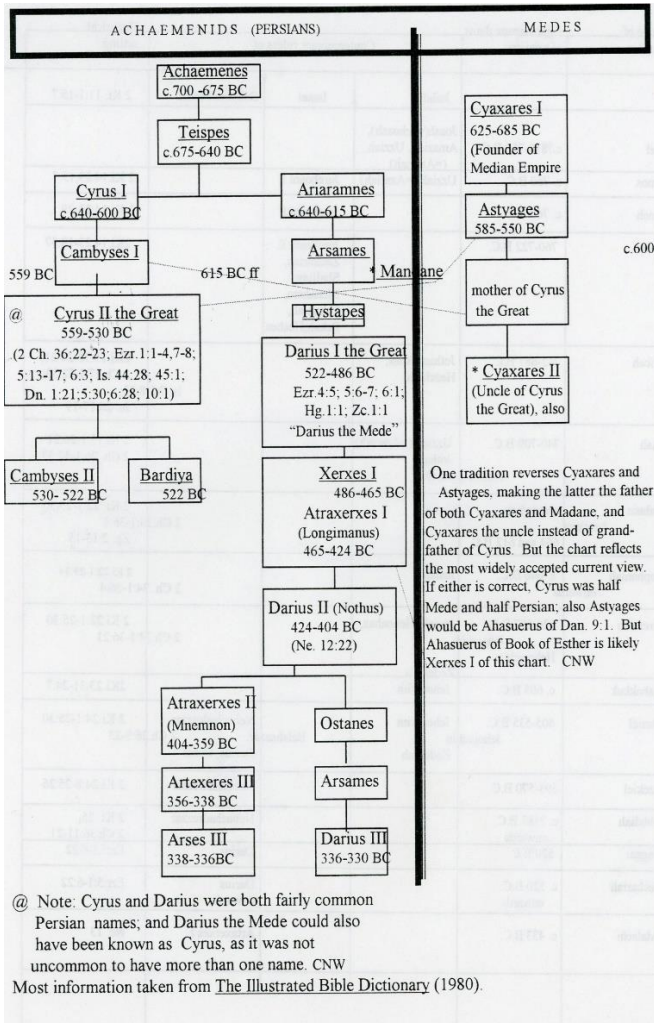 ACHAEMENIDS (PERSIANS)
MEDES
Achaemenes
c.700 -675 BC
Teispes
c.675-640 BC
Cyrus I
c.640-600 BC
Ariaramnes
c.640-615 BC
Cambyses I
559 BC
Arsames
615 BC ff
* Mandane
@
Cyrus II the Great
559-530 BC
(2 Ch. 36:22-23; Ezr.1:1-4,7-8;
5:13-17; 6:3; Is. 44:28; 45:1;
Dn. 1:21;5:30;6:28; 10:1)
Hystapes
Darius I the Great
522-486 BC
Ezr.4:5; 5:6-7; 6:1;
Hg.1:1; Zc.1:1
“Darius the Mede”
Cambyses II
530- 522 BC
Bardiya
522 BC
Xerxes I
486-465 BC
Atraxerxes I
(Longimanus)
465-424 BC
Darius II (Nothus)
424-404 BC
(Ne. 12:22)
Atraxerxes II
(Mnemnon)
404-359 BC
Ostanes
Artexeres III
356-338 BC
Arsames
Arses III
338-336BC
Darius III
336-330 BC
Cyaxares I
625-685 BC
(Founder of
Median Empire
Astyages
585-550 BC
c.600
mother of Cyrus
the Great
* Cyaxares II
(Uncle of Cyrus
the Great), also
One tradition reverses Cyaxares and
Astyages, making the latter the father
of both Cyaxares and Madane, and
Cyaxares the uncle instead of grand-
father of Cyrus. But the chart reflects
the most widely accepted current view.
If either is correct, Cyrus was half
Mede and half Persian; also Astyages
would be Ahasuerus of Dan. 9:1. But
Ahasuerus of Book of Esther is likely
Xerxes I of this chart. CNW
@ Note: Cyrus and Darius were both fairly common
Persian names; and Darius the Mede could also
have been known as Cyrus, as it was not
uncommon to have more than one name. CNW
Most information taken from The Illustrated Bible Dictionary (1980).